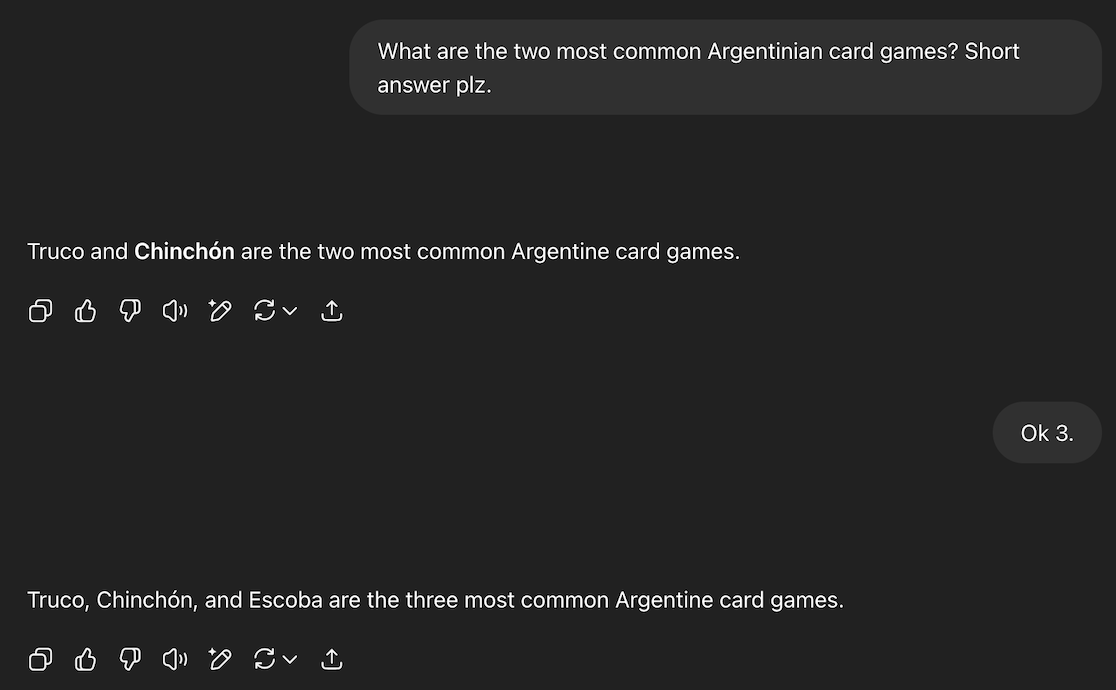 What are the two most common Argentinian card games? Short
answer plz.
Truco and Chinchón are the two most common Argentine card games.
Ok 3.
Truco, Chinchón, and Escoba are the three most common Argentine card games.